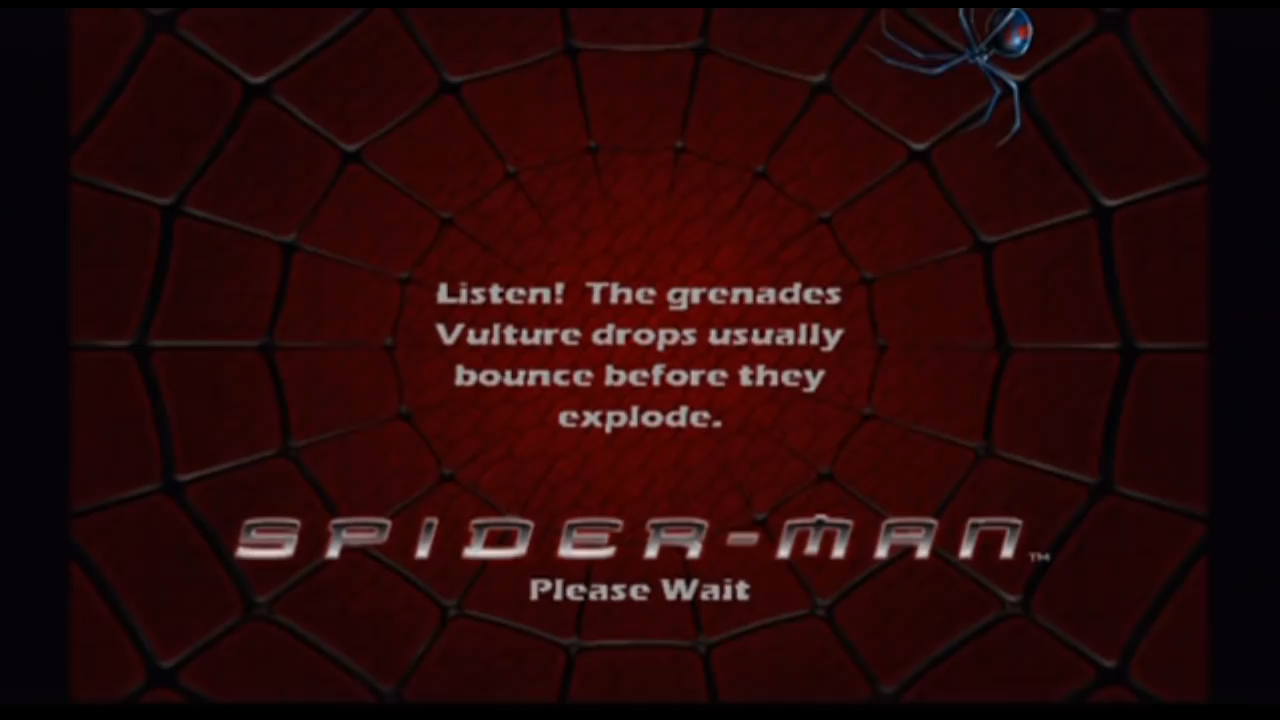 Listen!  The grenades
Vulture drops usually
bounce before they
explode.
SPIDER-MAN™
Please Wait